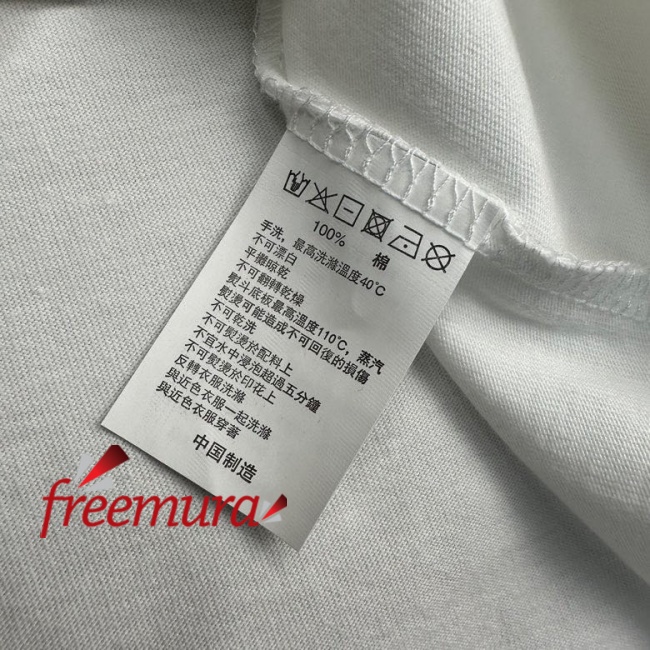 100% 棉
手洗，最高洗滌溫度40℃
不可漂白
平攤晾乾
不可翻轉乾燥
熨斗底板最高溫度110℃，蒸汽
熨燙可能造成不可回復的損傷
不可乾洗
不可熨燙於配料上
不宜水中浸泡超過五分鐘
不可熨燙於印花上
反轉衣服洗滌
與近色衣服一起洗滌
與近色衣服穿著
中国制造
freemura